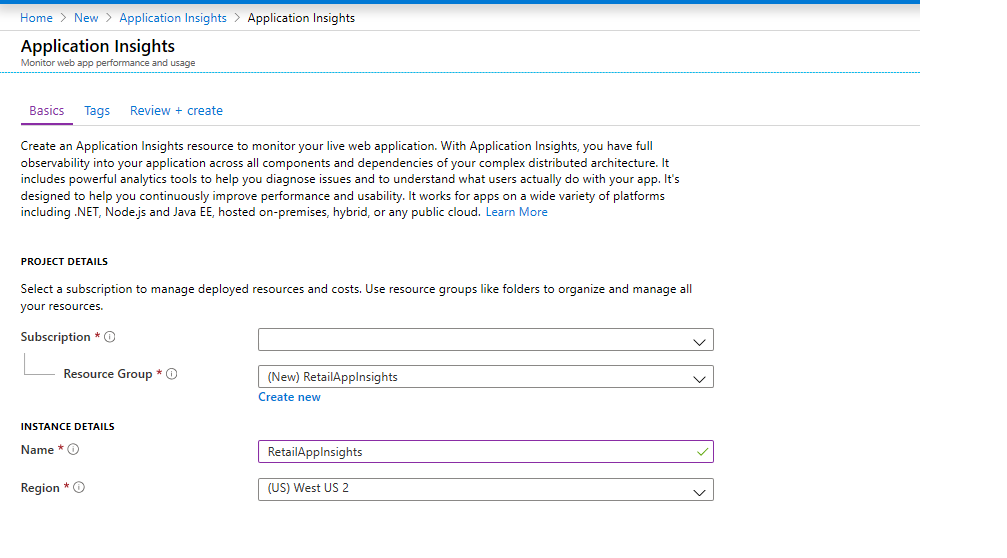 Home > New > Application Insights > Application Insights
Application Insights
Monitor web app performance and usage
Basics Tags Review + create
Create an Application Insights resource to monitor your live web application. With Application Insights, you have full
observability into your application across all components and dependencies of your complex distributed architecture. It
includes powerful analytics tools to help you diagnose issues and to understand what users actually do with your app. It's
designed to help you continuously improve performance and usability. It works for apps on a wide variety of platforms
including .NET, Node.js and Java EE, hosted on-premises, hybrid, or any public cloud. Learn More
PROJECT DETAILS
Select a subscription to manage deployed resources and costs. Use resource groups like folders to organize and manage all
your resources.
Subscription *
Resource Group * (New) RetailAppInsights
Create new
INSTANCE DETAILS
Name * RetailAppInsights
Region * (US) West US 2